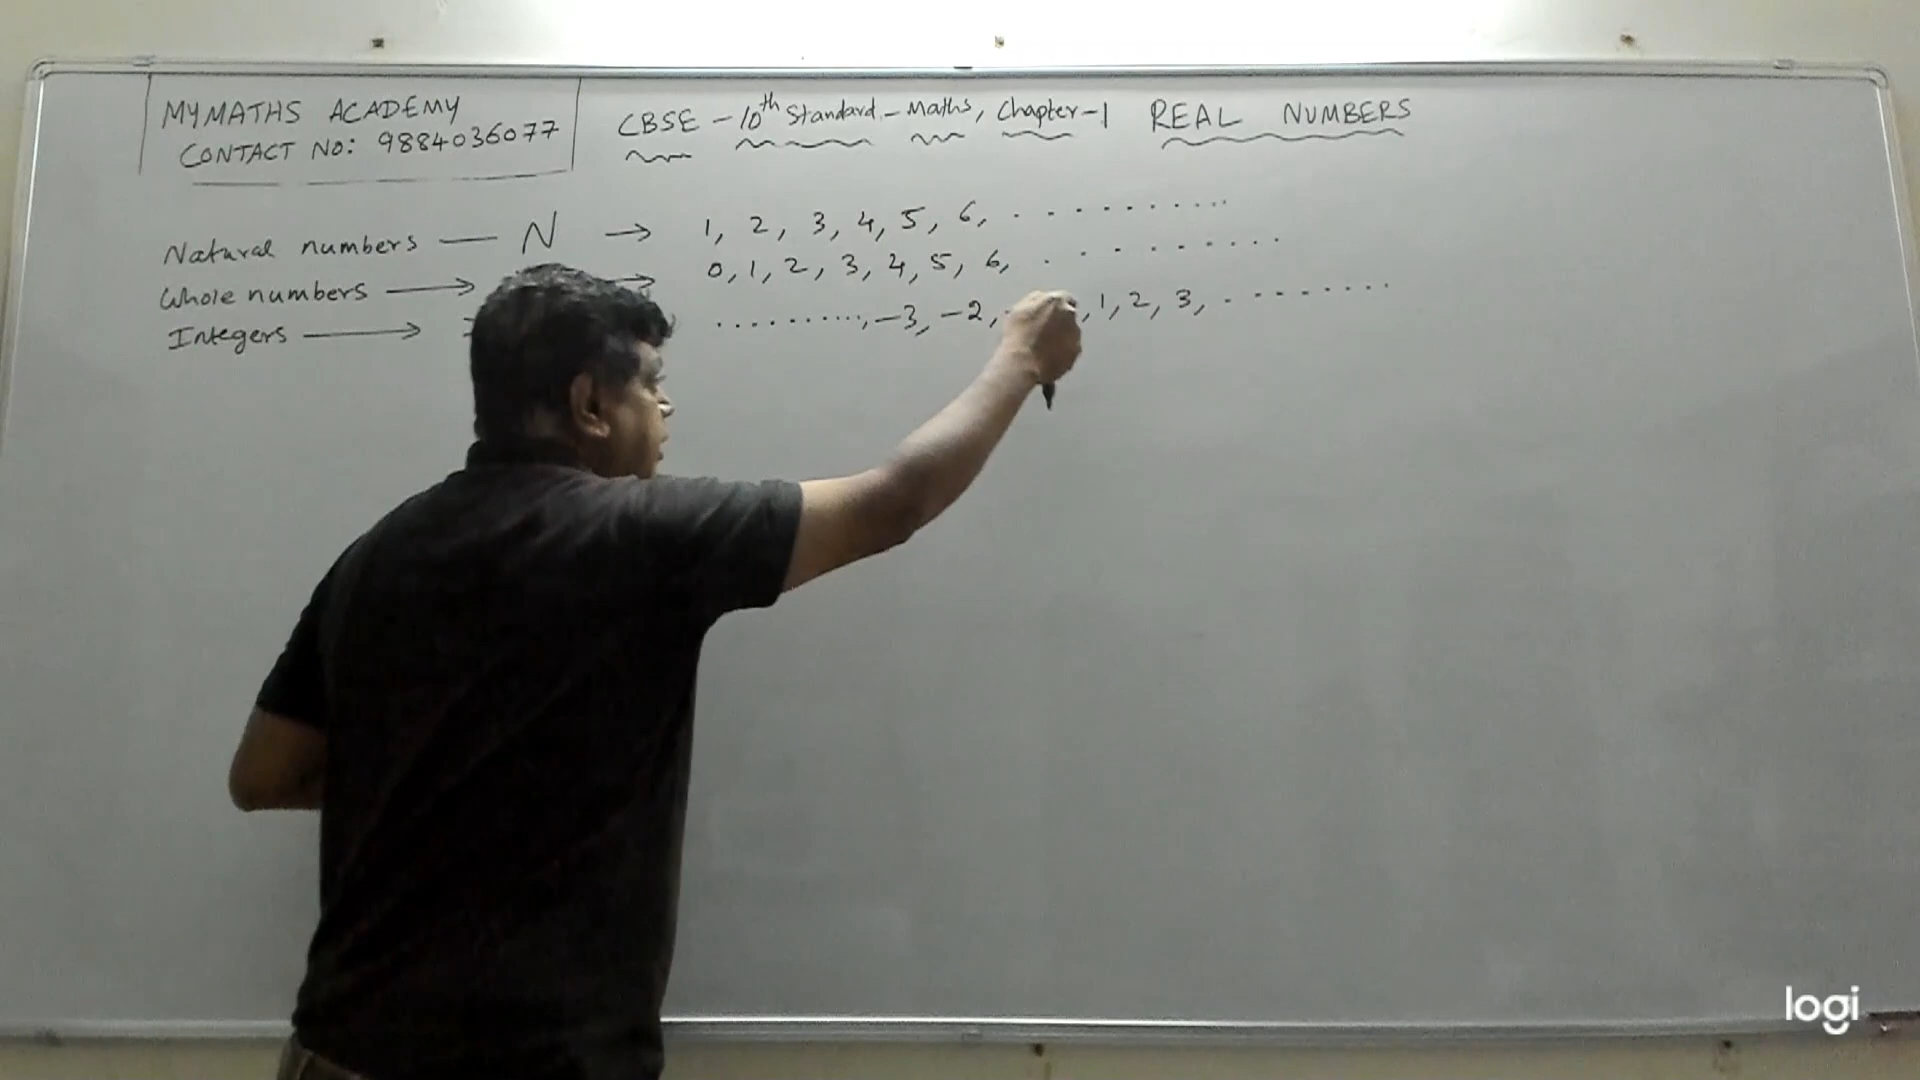 MYMATHS ACADEMY
CONTACT NO: 9884036077
CBSE - 10th Standard - Maths, Chapter-1 REAL NUMBERS
Natural numbers — N → 1, 2, 3, 4, 5, 6, . . . . . . . . . . .
Whole numbers → → 0, 1, 2, 3, 4, 5, 6, . . . . . . . . .
Integers → . . . . . . . . . ., -3, -2, , 1, 2, 3, . . . . . . . . .
logi